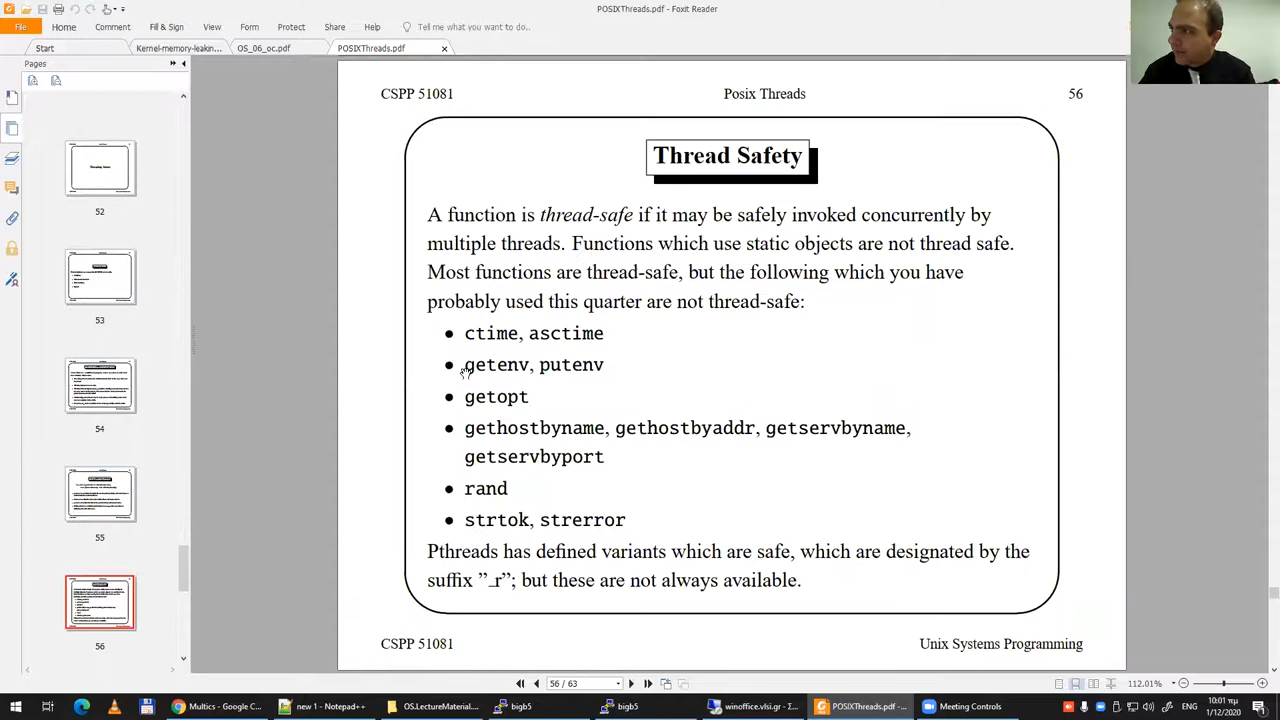 POSIXThreads.pdf - Foxit Reader
File Home Comment View Form Protect Share Help Tell me what you want to do..
Start Kernel-memory-leakin... OS_06_oc.pdf POSIXThreads.pdf
Pages
52
53
54
55
56
CSPP 51081 Posix Threads 56
Thread Safety
A function is thread-safe if it may be safely invoked concurrently by
multiple threads. Functions which use static objects are not thread safe.
Most functions are thread-safe, but the following which you have
probably used this quarter are not thread-safe:
• ctime, asctime
• getenv, putenv
• getopt
• gethostbyname, gethostbyaddr, getservbyname,
getservbyport
• rand
• strtok, strerror
Pthreads has defined variants which are safe, which are designated by the
suffix ”_r”; but these are not always available.
CSPP 51081 Unix Systems Programming
56 / 63 112.01%
Multics - Google C... new 1 - Notepad++ OS.LectureMaterial... bigb5 bigb5 winoffice.vlsi.gr - Σ... POSIXThreads.pdf -... Meeting Controls 10:01 πμ
1/12/2020